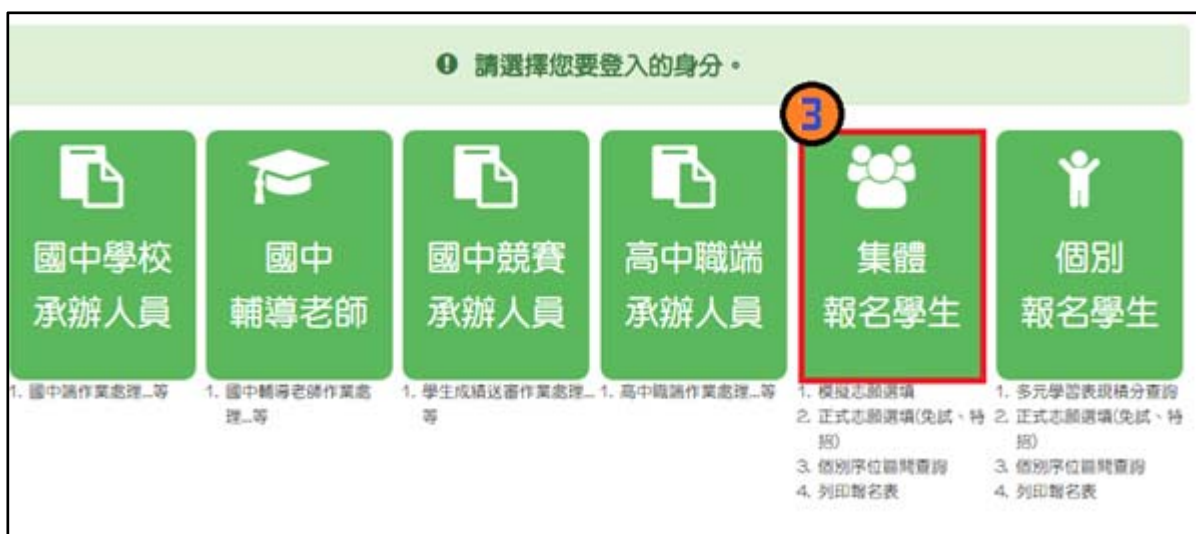 請選擇您要登入的身分。
3
國中學校
承辦人員
國中
輔導老師
國中競賽
承辦人員
高中職端
承辦人員
集體
報名學生
個別
報名學生
1. 國中端作業處理...等
1. 國中輔導老師作業處
理...等
1. 學生成績送審作業處理...
等
1. 高中職端作業處理...等
1. 模擬志願選填
2. 正式志願選填(免試、特
招)
3. 個別序位區間查詢
4. 列印報名表
1. 多元學習表現積分查詢
2. 正式志願選填(免試、特
招)
3. 個別序位區間查詢
4. 列印報名表